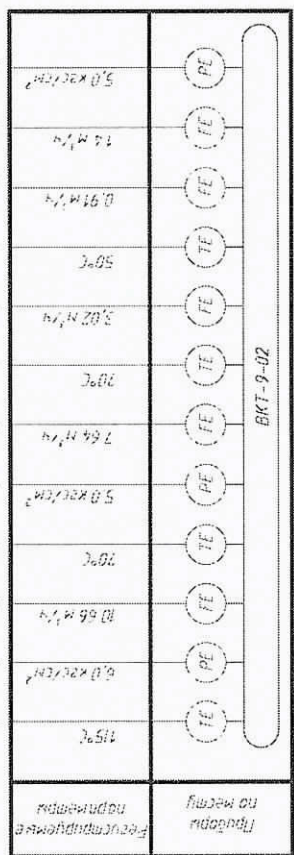 Регистрируемые
параметры
115°C
6,0 кгс/см²
10.66 м³/ч
70°C
5.0 кгс/см²
7.64 м³/ч
70°C
3,02 м³/ч
50°C
0,91 м³/ч
1.4 м³/ч
5,0 кгс/см²
Приборы
по месту
TE
PE
FE
TE
PE
FE
TE
FE
TE
FE
FE
PE
ВКТ-9-02